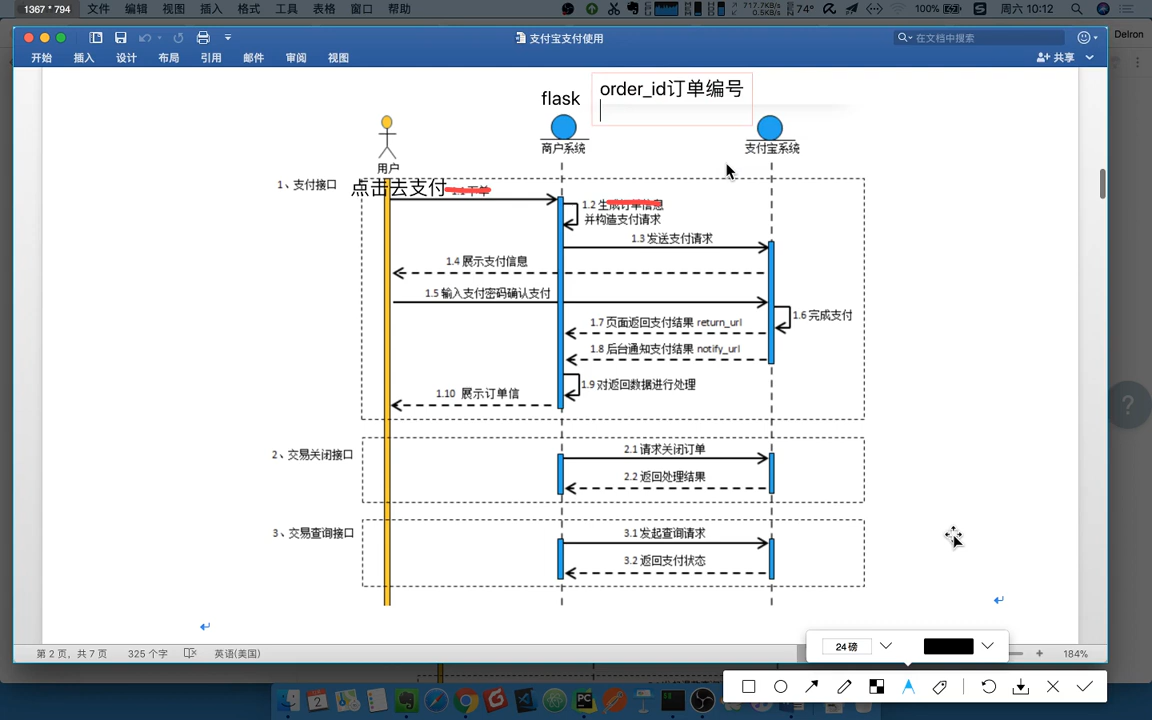 1367 * 794
文件 编辑 视图 插入 格式 工具 表格 窗口 帮助
717.7KB/s
0.5KB/s
74°
100%
周六 10:12
支付宝支付使用
在文档中搜索
Delron
开始 插入 设计 布局 引用 邮件 审阅 视图
共享
order_id订单编号
flask
用户
商户系统
支付宝系统
1、支付接口
点击去支付
1.2 生成订单信息
并构造支付请求
1.3 发送支付请求
1.4 展示支付信息
1.5 输入支付密码确认支付
1.6 完成支付
1.7 页面返回支付结果 return_url
1.8 后台通知支付结果 notify_url
1.9 对返回数据进行处理
1.10 展示订单信
2、交易关闭接口
2.1 请求关闭订单
2.2 返回处理结果
3、交易查询接口
3.1 发起查询请求
3.2 返回支付状态
第 2 页，共 7 页 325 个字 英语(美国)
184%
24 磅